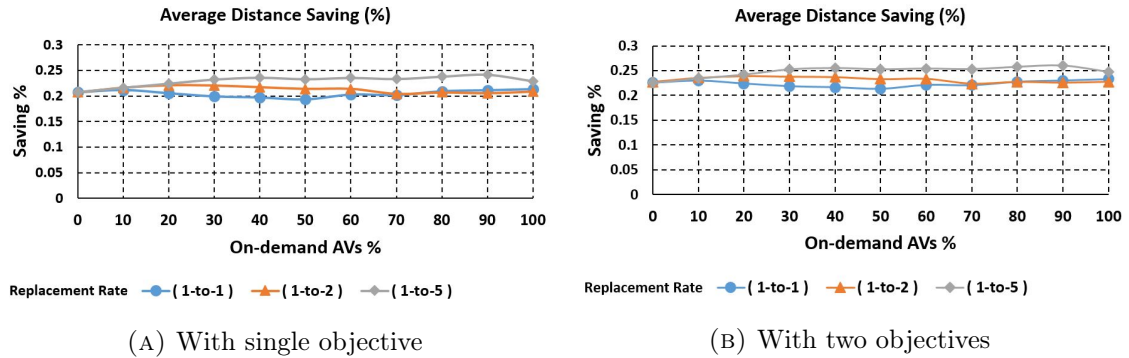 Average Distance Saving (%)
0.3
0.25
0.2
0.15
0.1
0.05
0
Saving %
0 10 20 30 40 50 60 70 80 90 100
On-demand AVs %
Replacement Rate ( 1-to-1 ) ( 1-to-2 ) ( 1-to-5 )
(A) With single objective
Average Distance Saving (%)
0.3
0.25
0.2
0.15
0.1
0.05
0
Saving %
0 10 20 30 40 50 60 70 80 90 100
On-demand AVs %
Replacement Rate ( 1-to-1 ) ( 1-to-2 ) ( 1-to-5 )
(B) With two objectives